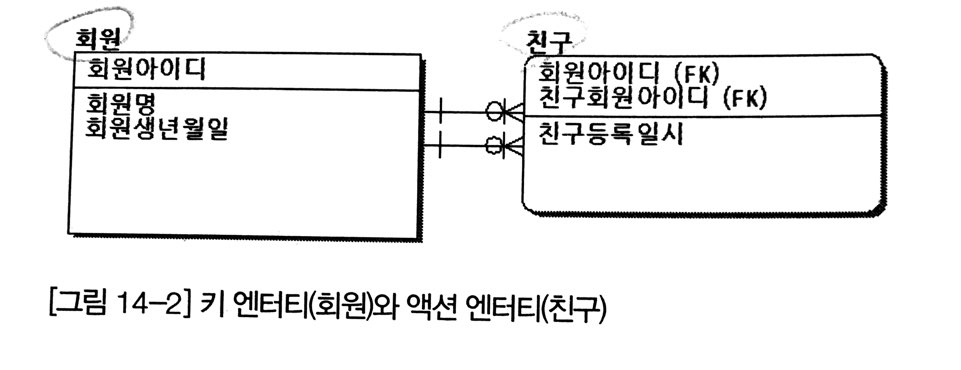 회원
회원아이디
회원명
회원생년월일
친구
회원아이디 (FK)
친구회원아이디 (FK)
친구등록일시
[그림 14-2] 키 엔터티(회원)와 액션 엔터티(친구)